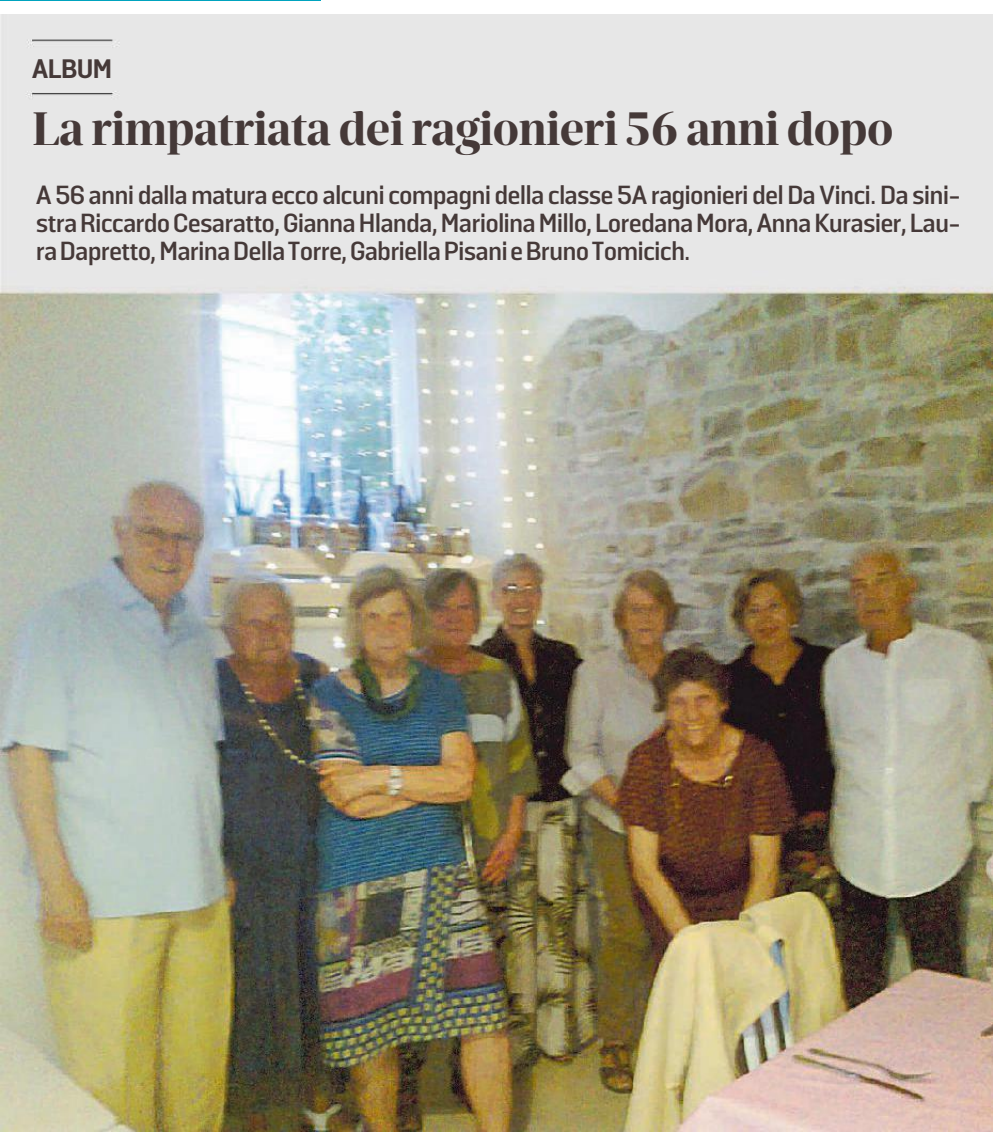 ALBUM
La rimpatriata dei ragionieri 56 anni dopo
A 56 anni dalla matura ecco alcuni compagni della classe 5A ragionieri del Da Vinci. Da sini-
stra Riccardo Cesaratto, Gianna Hlanda, Mariolina Millo, Loredana Mora, Anna Kurasier, Lau-
ra Dapretto, Marina Della Torre, Gabriella Pisani e Bruno Tomicich.